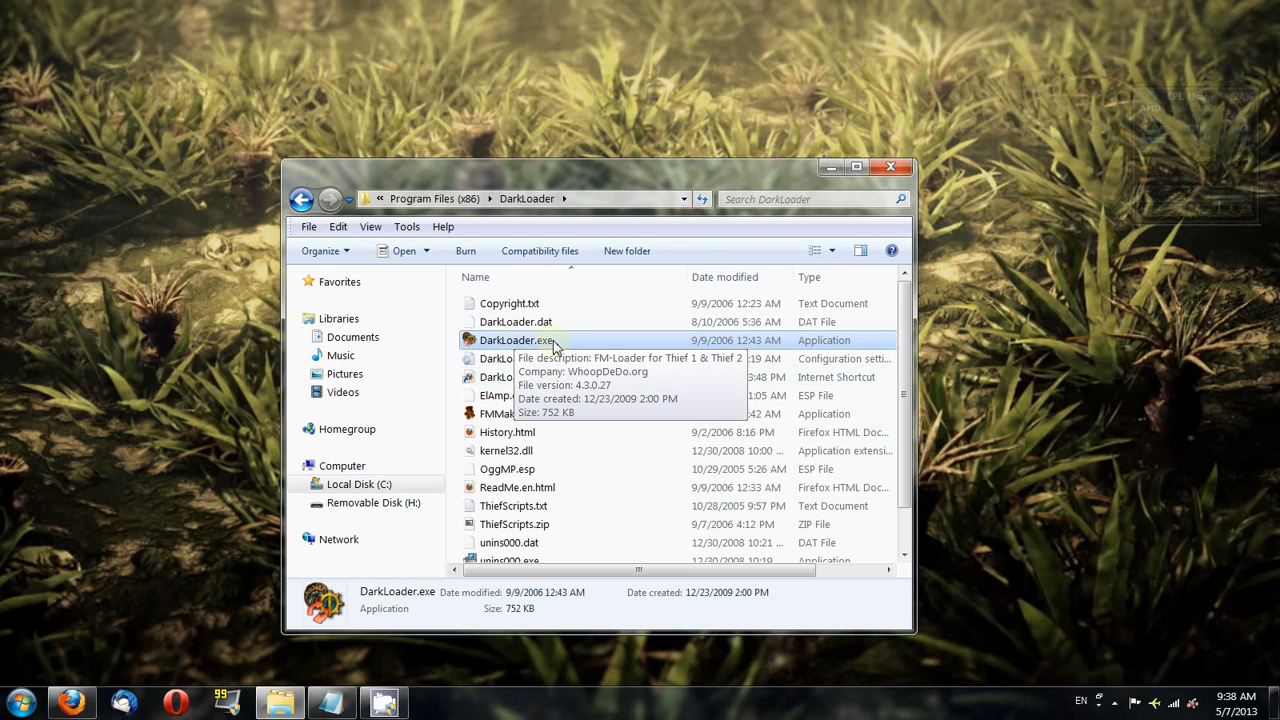 CPU Usage
AMD
« Program Files (x86) ▸ DarkLoader ▸
Search DarkLoader
File Edit View Tools Help
Organize Open Burn Compatibility files New folder
Favorites
Libraries
Documents
Music
Pictures
Videos
Homegroup
Computer
Local Disk (C:)
Removable Disk (H:)
Network
Name Date modified Type
Copyright.txt 9/9/2006 12:23 AM Text Document
DarkLoader.dat 8/10/2006 5:36 AM DAT File
DarkLoader.exe 9/9/2006 12:43 AM Application
DarkLo :19 AM Configuration setti...
DarkLo 3:48 PM Internet Shortcut
ElAmp.e 1:05 AM ESP File
FMMak :42 AM Application
File description: FM-Loader for Thief 1 & Thief 2
Company: WhoopDeDo.org
File version: 4.3.0.27
Date created: 12/23/2009 2:00 PM
Size: 752 KB
History.html 9/2/2006 8:16 PM Firefox HTML Doc...
kernel32.dll 12/30/2008 10:00 ... Application extensi...
OggMP.esp 10/29/2005 5:26 AM ESP File
ReadMe.en.html 9/9/2006 12:33 AM Firefox HTML Doc...
ThiefScripts.txt 10/28/2005 9:57 PM Text Document
ThiefScripts.zip 9/7/2006 4:12 PM ZIP File
unins000.dat 12/30/2008 10:21 ... DAT File
unins000.exe 12/30/2008 10:19 ... Application
DarkLoader.exe Date modified: 9/9/2006 12:43 AM Date created: 12/23/2009 2:00 PM
Application Size: 752 KB
99
EN
9:38 AM
5/7/2013